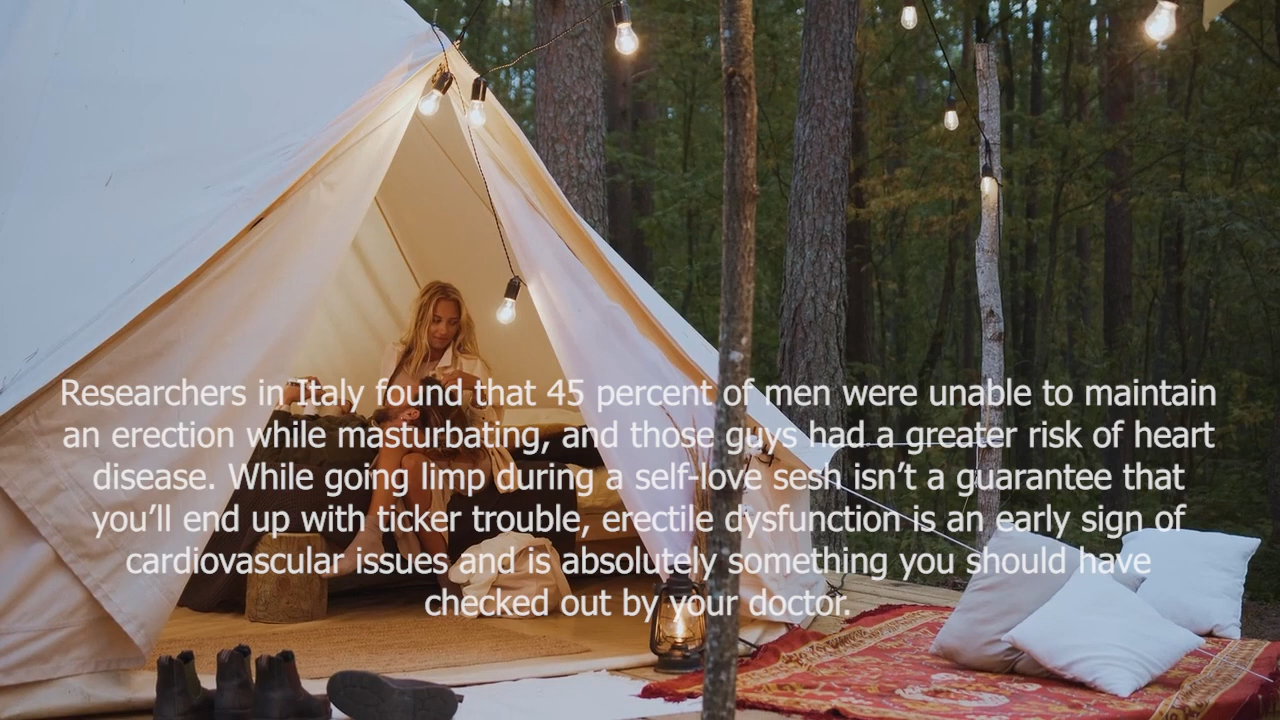 Researchers in Italy found that 45 percent of men were unable to maintain
an erection while masturbating, and those guys had a greater risk of heart
disease. While going limp during a self-love sesh isn’t a guarantee that
you’ll end up with ticker trouble, erectile dysfunction is an early sign of
cardiovascular issues and is absolutely something you should have
checked out by your doctor.